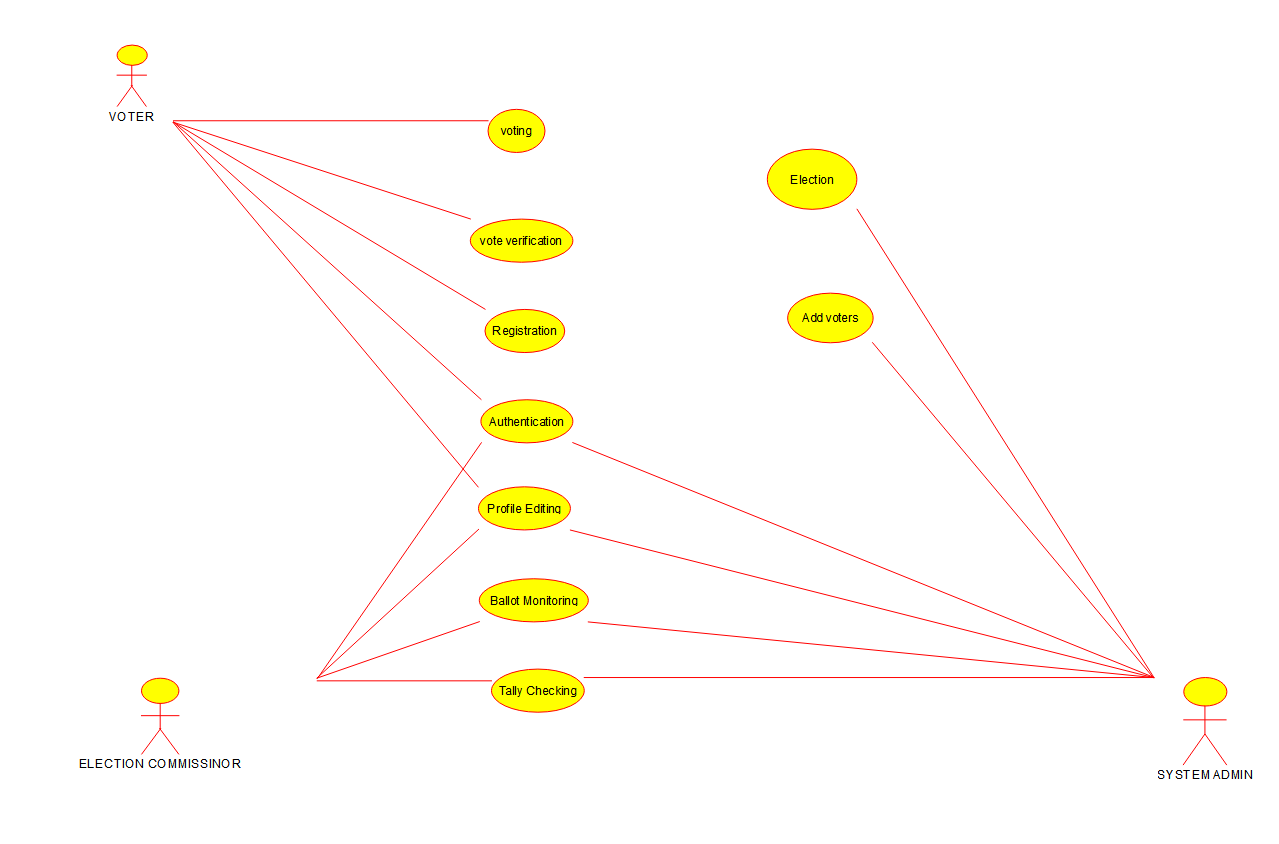 VOTER
voting
Election
vote verification
Add voters
Registration
Authentication
Profile Editing
Ballot Monitoring
Tally Checking
ELECTION COMMISSINOR
SYSTEM ADMIN